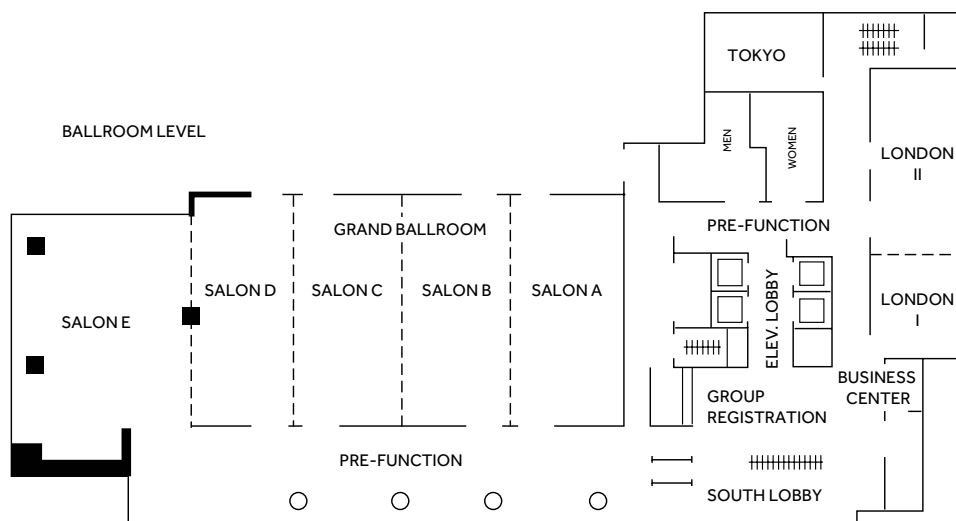 TOKYO
BALLROOM LEVEL
MEN
WOMEN
LONDON
II
PRE-FUNCTION
GRAND BALLROOM
SALON D
SALON C
SALON B
SALON A
SALON E
ELEV. LOBBY
LONDON
I
BUSINESS
CENTER
GROUP
REGISTRATION
PRE-FUNCTION
SOUTH LOBBY